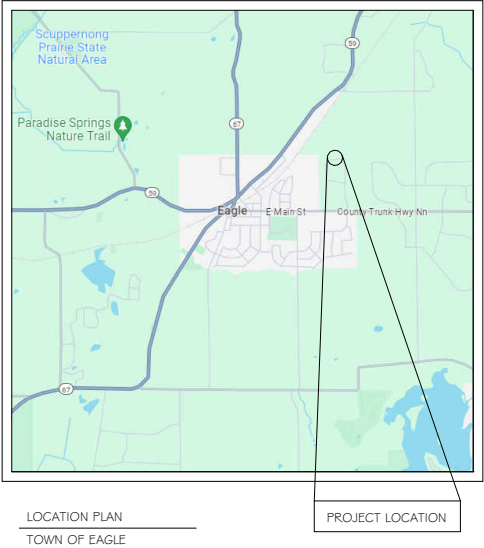 Scuppernong
Prairie State
Natural Area
59
Paradise Springs
Nature Trail
67
59
Eagle
E Main St
County Trunk Hwy Nn
67
LOCATION PLAN
TOWN OF EAGLE
PROJECT LOCATION